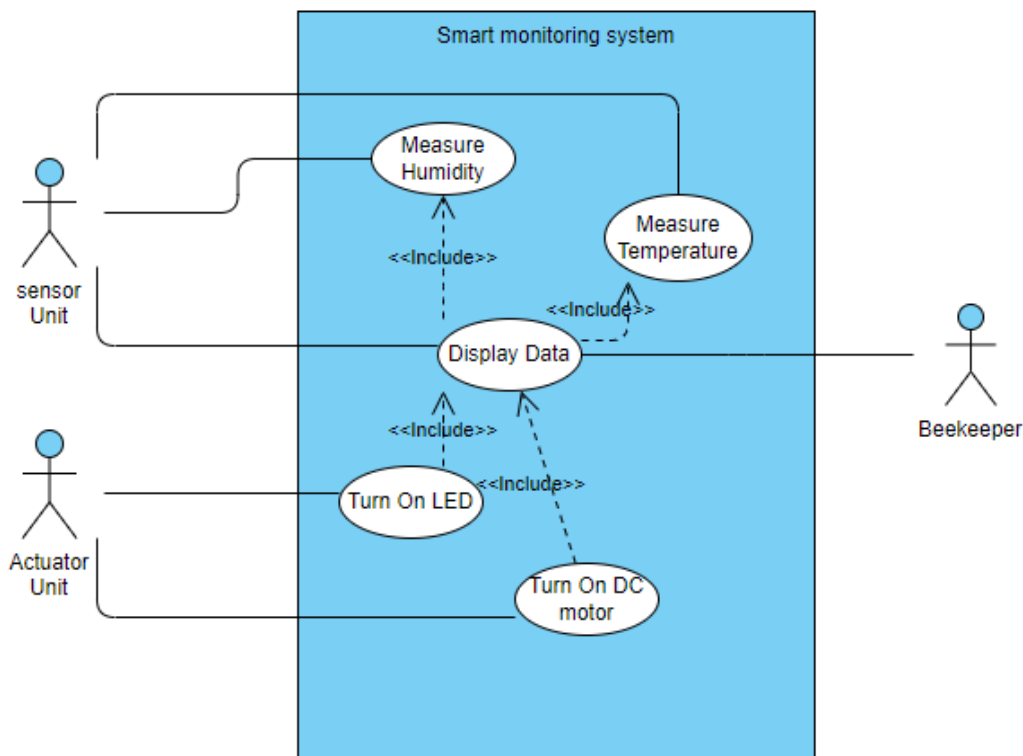 Smart monitoring system
Measure
Humidity
Measure
Temperature
<<Include>>
sensor
Unit
<<Include>>
Display Data
Beekeeper
<<Include>>
<<Include>>
Turn On LED
Actuator
Unit
Turn On DC
motor